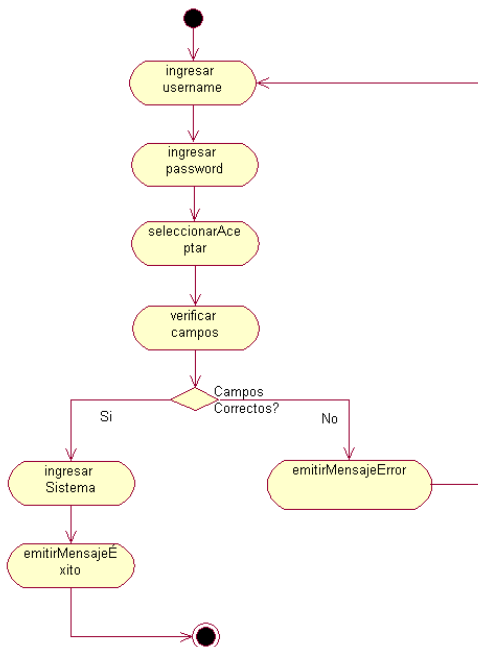 ingresar
username
ingresar
password
seleccionarAce
ptar
verificar
campos
Campos
Correctos?
Si
No
ingresar
Sistema
emitirMensajeError
emitirMensajeÉ
xito